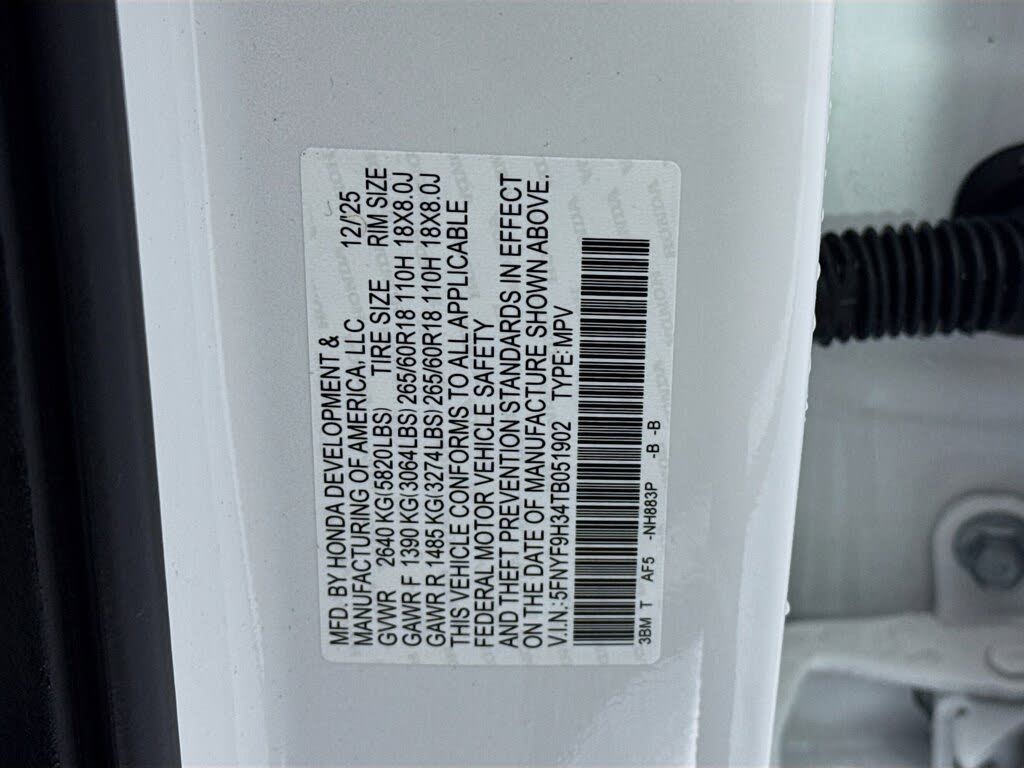 MFD. BY HONDA DEVELOPMENT &
MANUFACTURING OF AMERICA, LLC 12/25
GVWR 2640 KG(5820LBS) TIRE SIZE RIM SIZE
GAWR F 1390 KG(3064LBS) 265/60R18 110H 18X8.0J
GAWR R 1485 KG(3274LBS) 265/60R18 110H 18X8.0J
THIS VEHICLE CONFORMS TO ALL APPLICABLE
FEDERAL MOTOR VEHICLE SAFETY
AND THEFT PREVENTION STANDARDS IN EFFECT
ON THE DATE OF MANUFACTURE SHOWN ABOVE.
V.I.N.:5FNYF9H34TB051902 TYPE:MPV
3BM T AF5 -NH883P -B -B